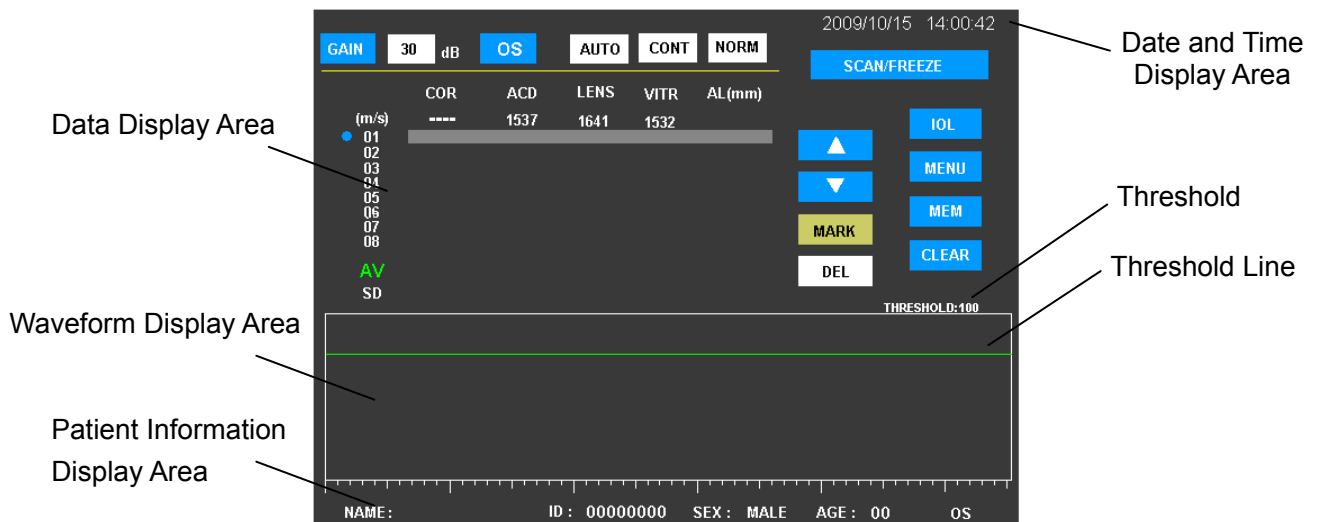 2009/10/15 14:00:42
Date and Time
Display Area
GAIN 30 dB OS AUTO CONT NORM
SCAN/FREEZE
COR ACD LENS VITR AL(mm)
Data Display Area
(m/s) ---- 1537 1641 1532
01
02
03
04
05
06
07
08
IOL
MENU
MEM
MARK
CLEAR
DEL
AV
SD
Threshold
Threshold Line
THRESHOLD:100
Waveform Display Area
Patient Information
Display Area
NAME: ID: 00000000 SEX: MALE AGE: 00 OS